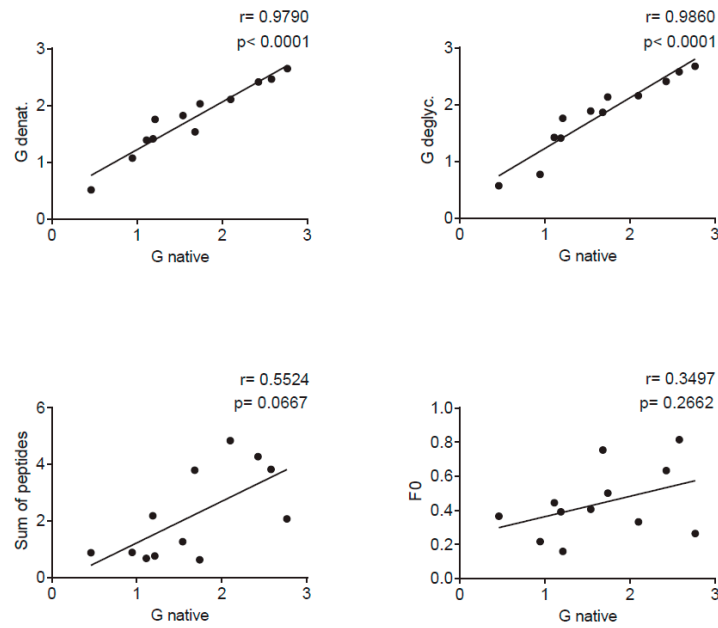 r= 0.9790
p< 0.0001
3
2
1
0
G denat.
0 1 2 3
G native
r= 0.9860
p< 0.0001
3
2
1
0
G deglyc.
0 1 2 3
G native
r= 0.5524
p= 0.0667
6
4
2
0
Sum of peptides
0 1 2 3
G native
r= 0.3497
p= 0.2662
1.0
0.8
0.6
0.4
0.2
0.0
F0
0 1 2 3
G native